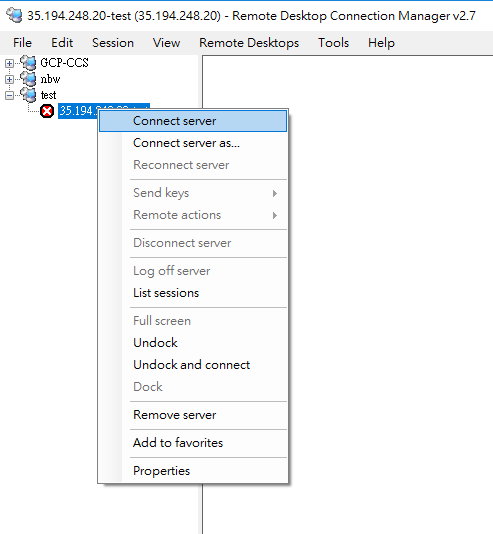 35.194.248.20-test (35.194.248.20) - Remote Desktop Connection Manager v2.7
File Edit Session View Remote Desktops Tools Help
GCP-CCS
nbw
test
Connect server
Connect server as...
Reconnect server
Send keys
Remote actions
Disconnect server
Log off server
List sessions
Full screen
Undock
Undock and connect
Dock
Remove server
Add to favorites
Properties